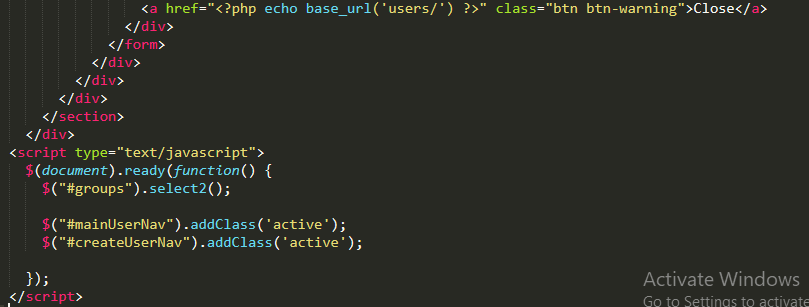 <a href="<?php echo base_url('users/') ?>" class="btn btn-warning">Close</a>
</div>
</form>
</div>
</div>
</div>
</section>
</div>
<script type="text/javascript">
$(document).ready(function() {
$("#groups").select2();
$("#mainUserNav").addClass('active');
$("#createUserNav").addClass('active');
});
</script>
Activate Windows
Go to Settings to activate